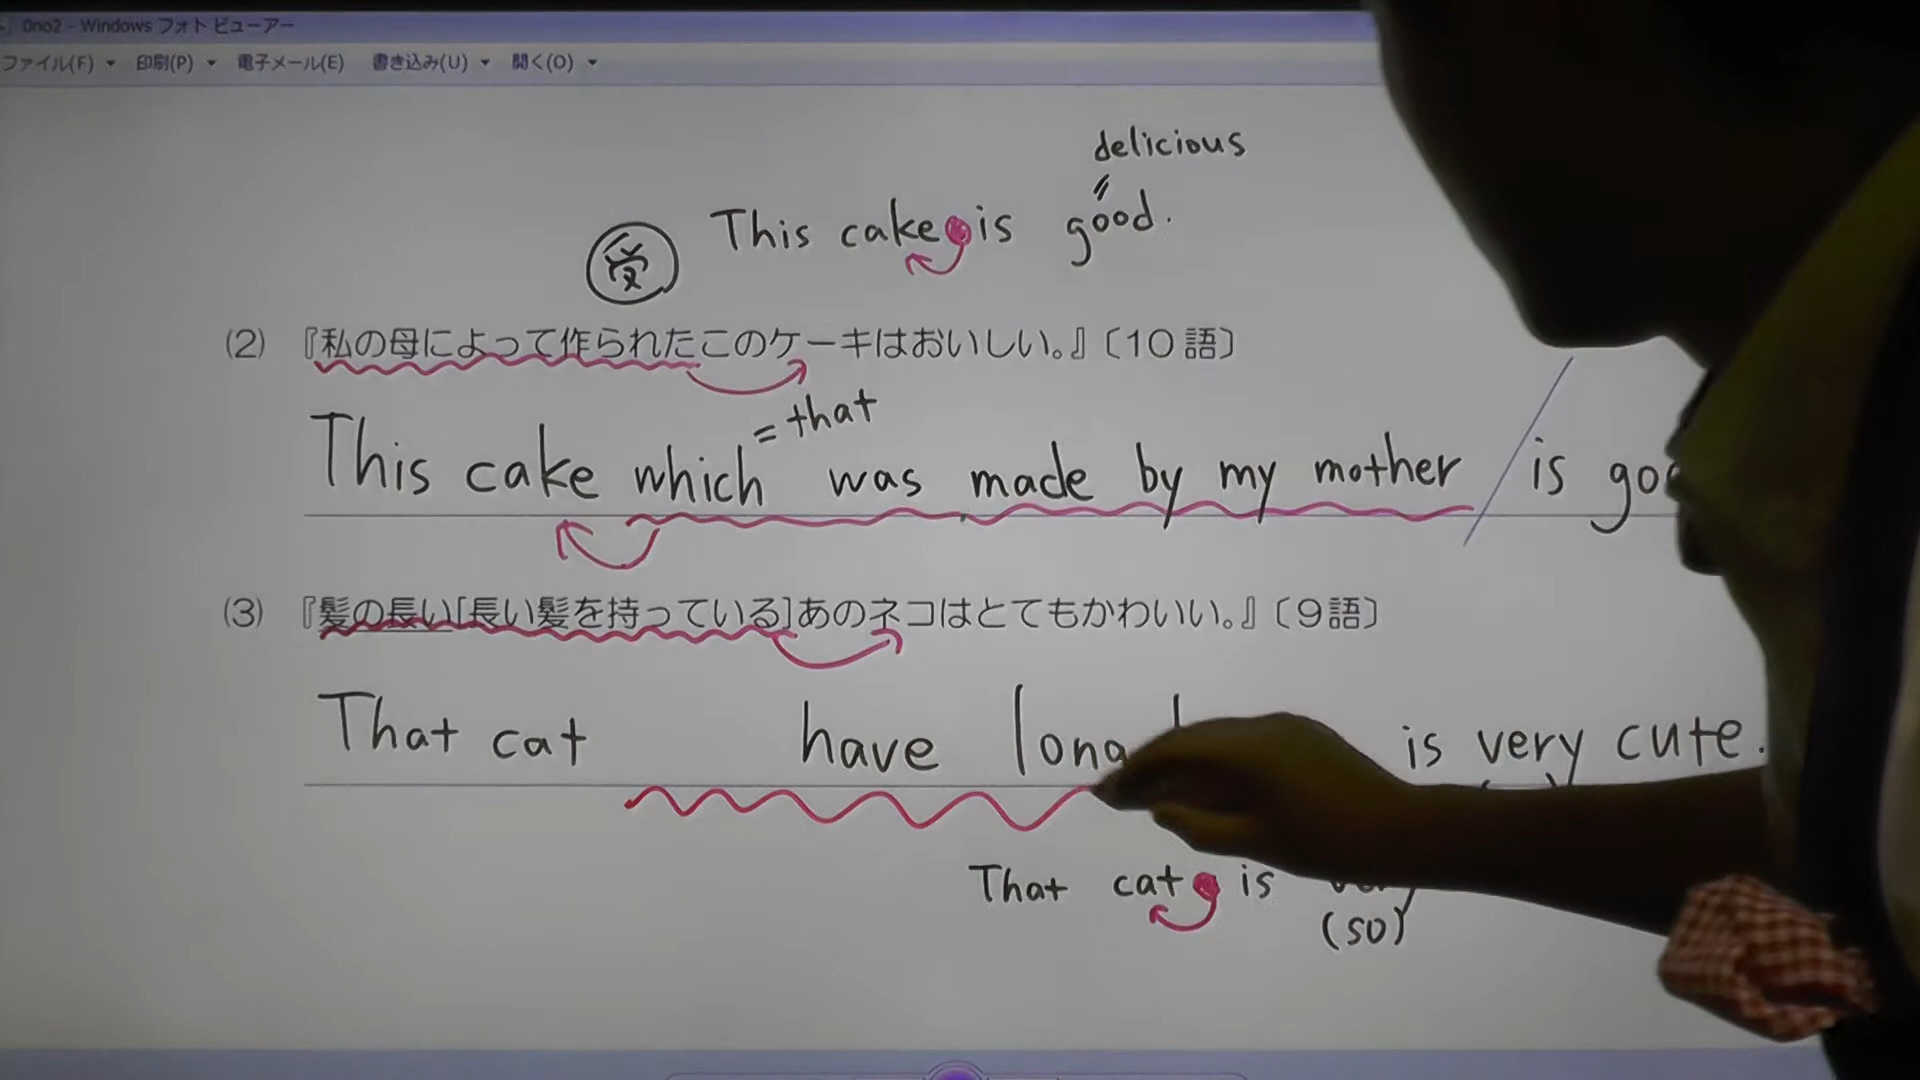 0no2 - Windows フォト ビューアー
ファイル(F) 印刷(P) 電子メール(E) 書き込み(U) 開く(O)
delicious
This cake is good.
受
(2) 『私の母によって作られたこのケーキはおいしい。』〔10 語〕
= that
This cake which was made by my mother is
(3) 『髪の長い[長い髪を持っている]あのネコはとてもかわいい。』〔9語〕
That cat have long is very cute.
That cat is
(so)